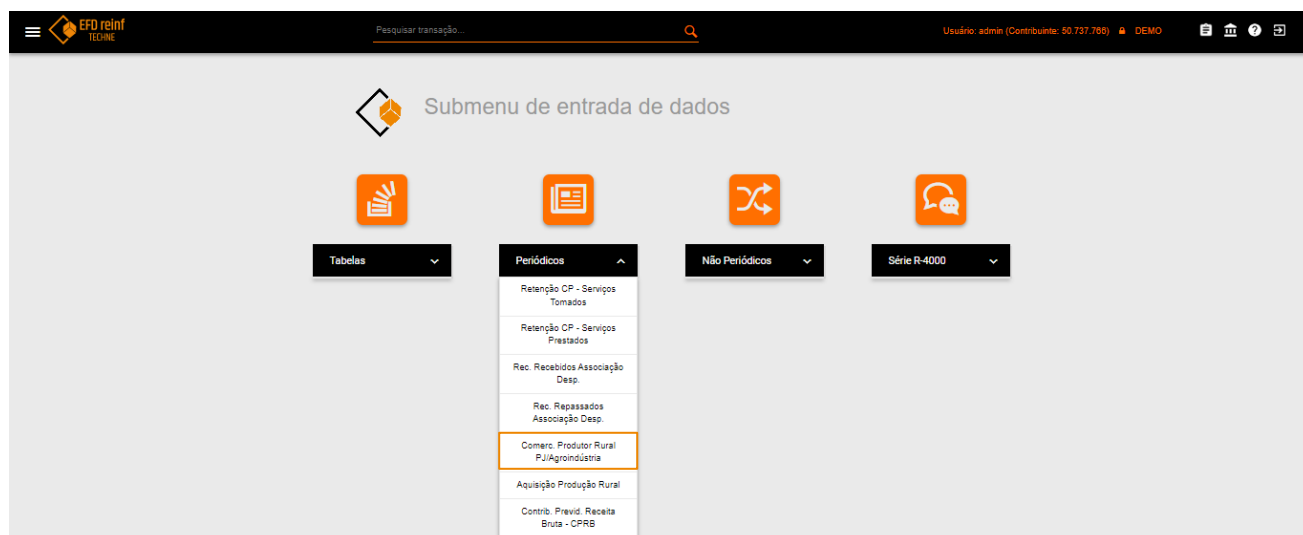 EFD reinf
TECHNE
Pesquisar transação...
Usuário: admin (Contribuinte: 50.737.766)
DEMO
Submenu de entrada de dados
Tabelas
Periódicos
Não Periódicos
Série R-4000
Retenção CP - Serviços
Tomados
Retenção CP - Serviços
Prestados
Rec. Recebidos Associação
Desp.
Rec. Repassados
Associação Desp.
Comerc. Produtor Rural
PJ/Agroindústria
Aquisição Produção Rural
Contrib. Previd. Receita
Bruta - CPRB